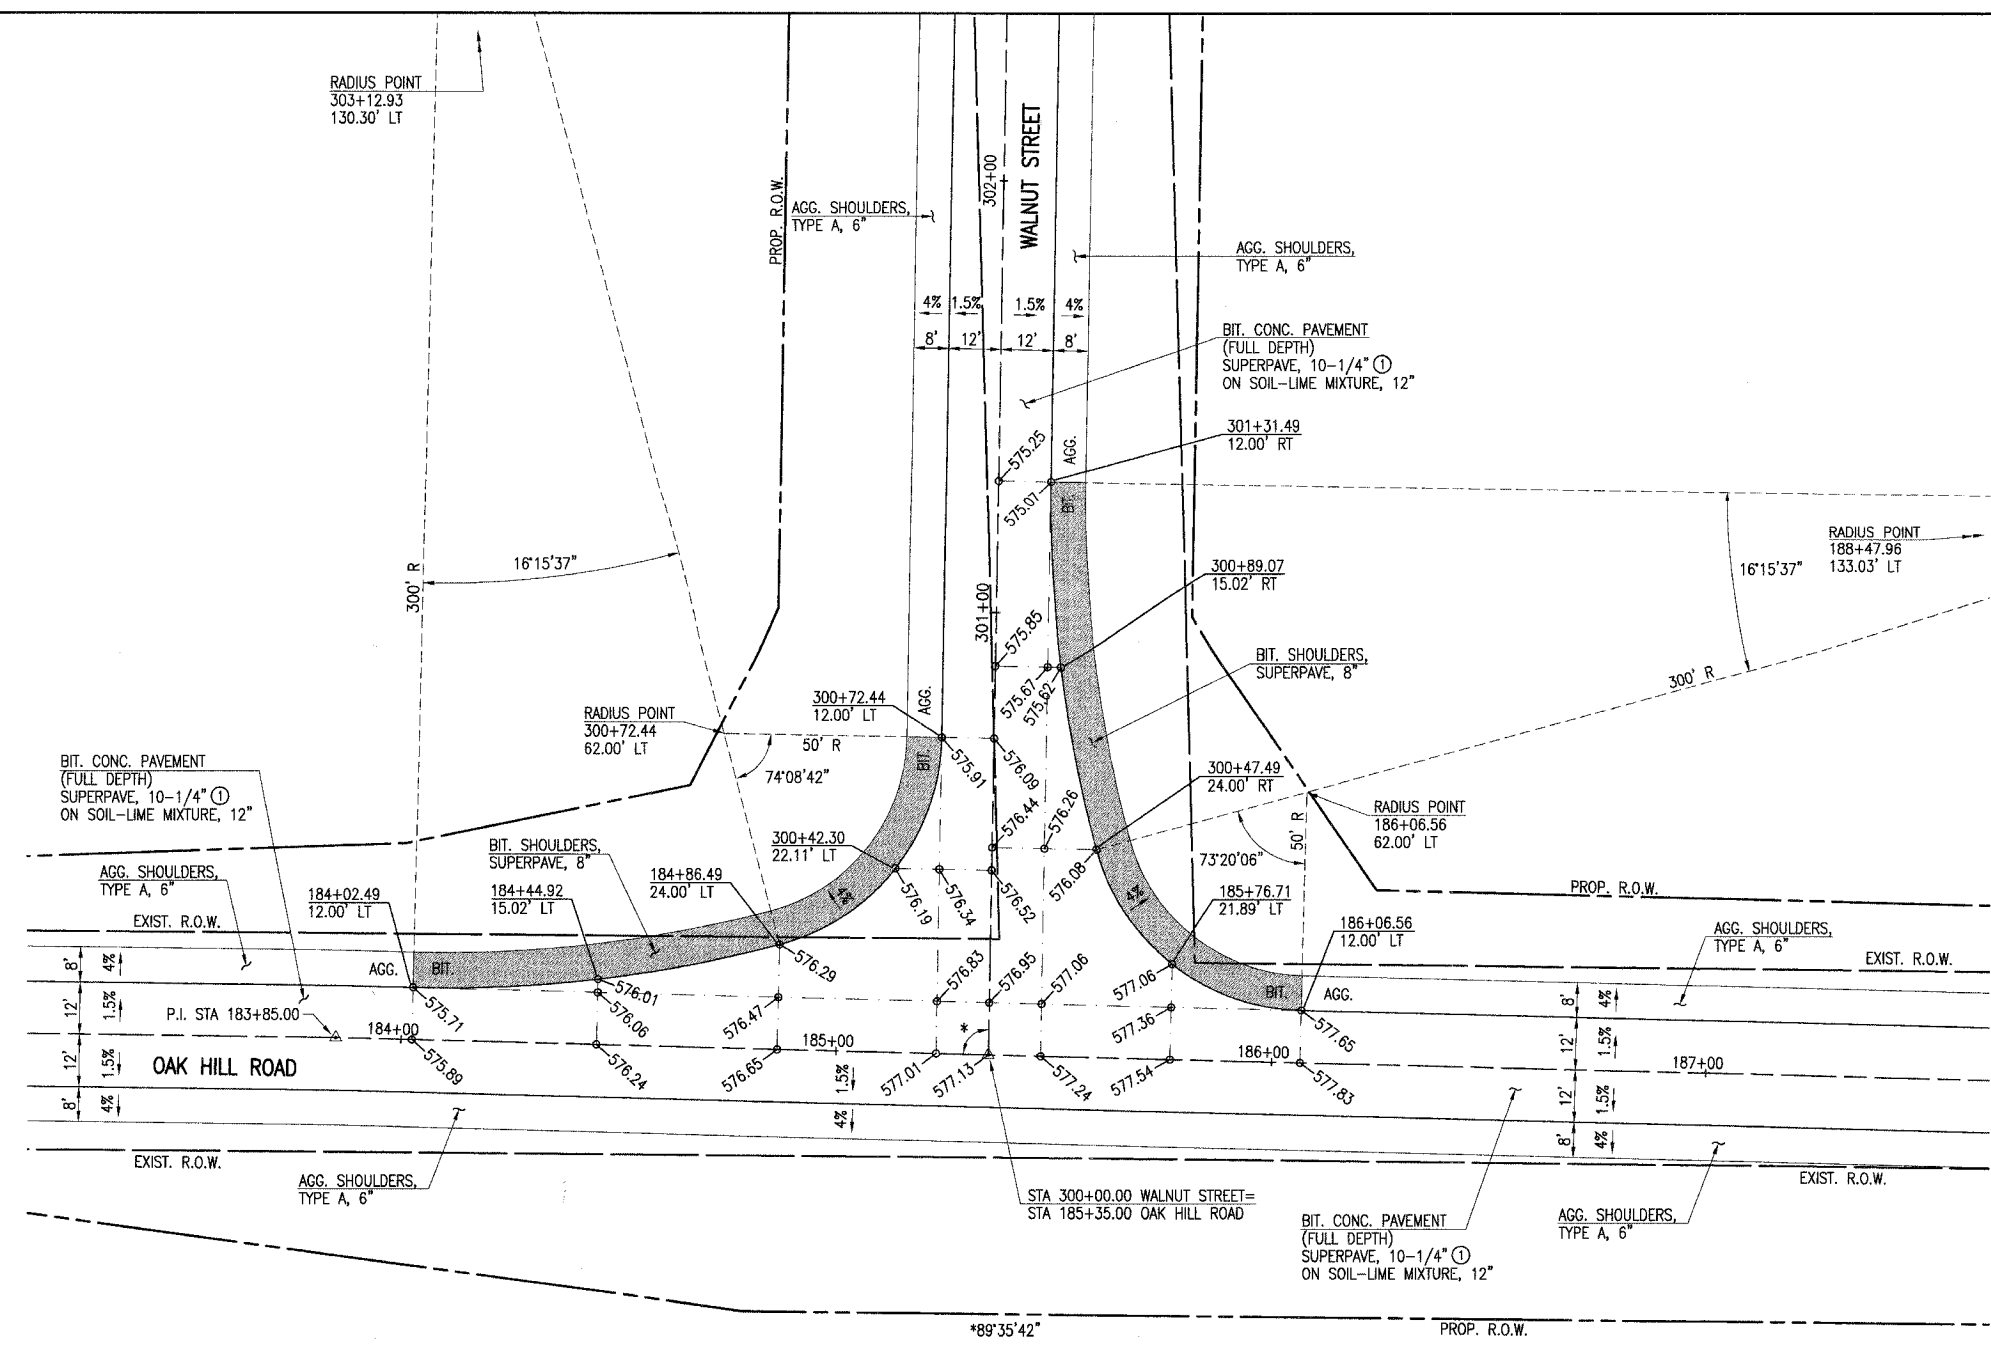 RADIUS POINT
303+12.93
130.30' LT
PROP. R.O.W.
AGG. SHOULDERS,
TYPE A, 6"
302+00
WALNUT STREET
AGG. SHOULDERS,
TYPE A, 6"
4%
1.5%
1.5%
4%
8'
12'
12'
8'
BIT. CONC. PAVEMENT
(FULL DEPTH)
SUPERPAVE, 10-1/4" ①
ON SOIL-LIME MIXTURE, 12"
301+31.49
12.00' RT
575.25
AGG.
575.07
BIT.
RADIUS POINT
188+47.96
133.03' LT
16°15'37"
300' R
16°15'37"
300' R
300+89.07
15.02' RT
301+00
575.85
575.67
575.62
BIT. SHOULDERS,
SUPERPAVE, 8"
300+72.44
12.00' LT
AGG.
RADIUS POINT
300+72.44
62.00' LT
50' R
BIT.
74°08'42"
575.91
576.09
576.44
576.26
300+47.49
24.00' RT
576.08
RADIUS POINT
186+06.56
62.00' LT
50' R
73°20'06"
BIT. CONC. PAVEMENT
(FULL DEPTH)
SUPERPAVE, 10-1/4" ①
ON SOIL-LIME MIXTURE, 12"
BIT. SHOULDERS,
SUPERPAVE, 8"
300+42.30
22.11' LT
184+86.49
24.00' LT
184+44.92
15.02' LT
184+02.49
12.00' LT
AGG. SHOULDERS,
TYPE A, 6"
EXIST. R.O.W.
4%
576.19
576.34
576.52
4%
185+76.71
21.89' LT
186+06.56
12.00' LT
PROP. R.O.W.
AGG. SHOULDERS,
TYPE A, 6"
EXIST. R.O.W.
8'
4%
AGG.
BIT.
576.29
576.83
576.95
577.06
577.06
BIT.
AGG.
8'
4%
12'
1.5%
P.I. STA 183+85.00
184+00
575.71
576.01
576.06
576.47
185+00
*
577.36
577.65
186+00
12'
1.5%
187+00
OAK HILL ROAD
12'
1.5%
575.89
576.24
576.65
1.5%
577.01
577.13
577.24
577.54
577.83
12'
1.5%
8'
4%
4%
8'
4%
EXIST. R.O.W.
AGG. SHOULDERS,
TYPE A, 6"
STA 300+00.00 WALNUT STREET=
STA 185+35.00 OAK HILL ROAD
EXIST. R.O.W.
BIT. CONC. PAVEMENT
(FULL DEPTH)
SUPERPAVE, 10-1/4" ①
ON SOIL-LIME MIXTURE, 12"
AGG. SHOULDERS,
TYPE A, 6"
*89°35'42"
PROP. R.O.W.